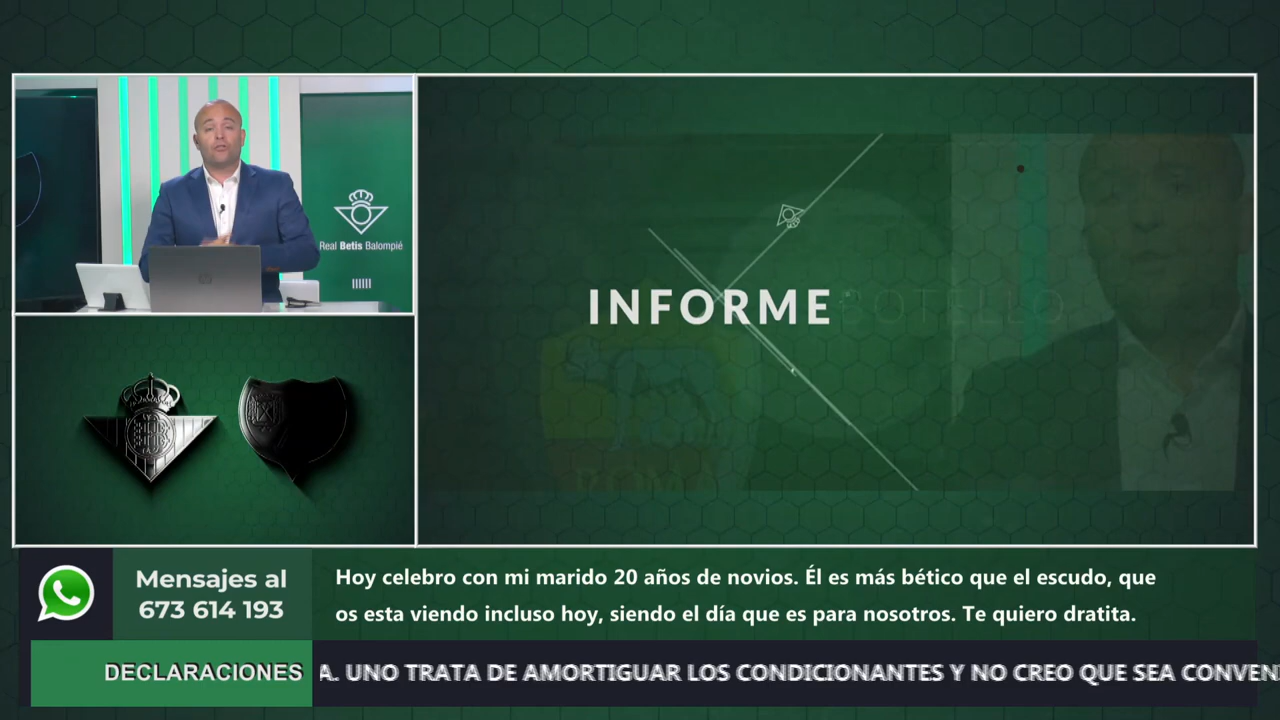 Real Betis Balompié
INFORME BOTELLO
ROMA
Mensajes al
673 614 193
Hoy celebro con mi marido 20 años de novios. Él es más bético que el escudo, que
os esta viendo incluso hoy, siendo el día que es para nosotros. Te quiero dratita.
DECLARACIONES
A. UNO TRATA DE AMORTIGUAR LOS CONDICIONANTES Y NO CREO QUE SEA CONVEN